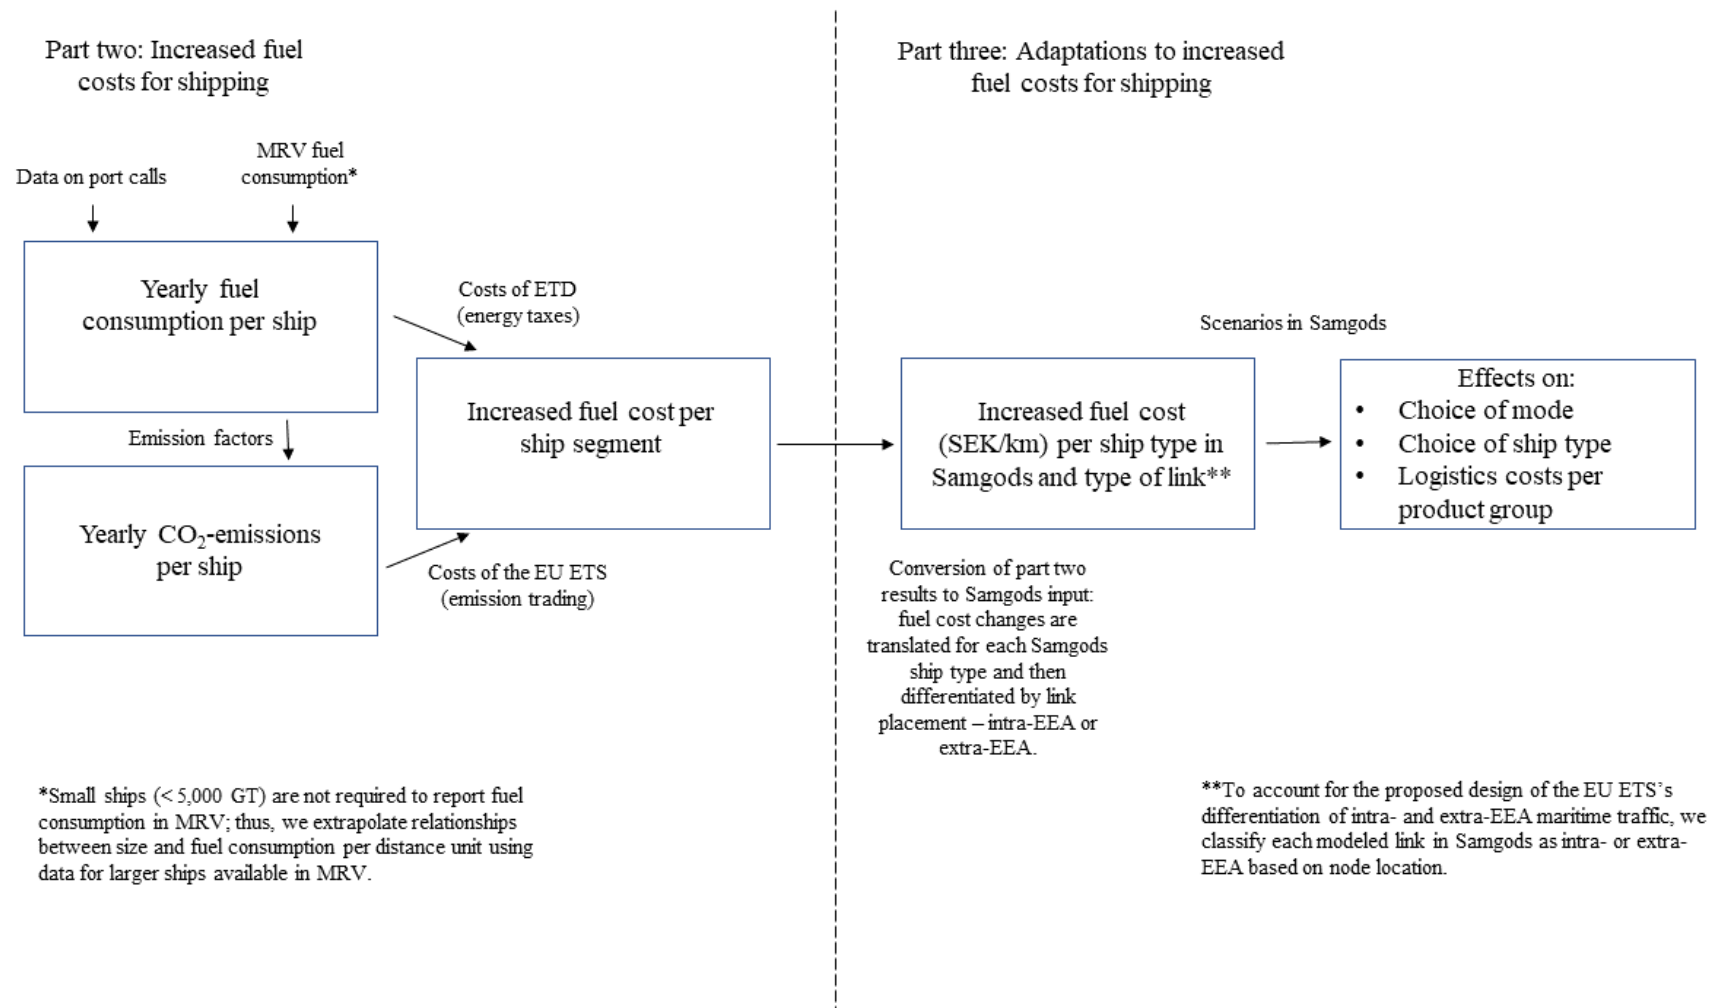 Part two: Increased fuel
costs for shipping
Data on port calls
MRV fuel
consumption*
Yearly fuel
consumption per ship
Emission factors
Yearly CO₂-emissions
per ship
Costs of ETD
(energy taxes)
Increased fuel cost per
ship segment
Costs of the EU ETS
(emission trading)
*Small ships (< 5,000 GT) are not required to report fuel
consumption in MRV; thus, we extrapolate relationships
between size and fuel consumption per distance unit using
data for larger ships available in MRV.
Part three: Adaptations to increased
fuel costs for shipping
Increased fuel cost
(SEK/km) per ship type in
Samgods and type of link**
Conversion of part two
results to Samgods input:
fuel cost changes are
translated for each Samgods
ship type and then
differentiated by link
placement – intra-EEA or
extra-EEA.
Scenarios in Samgods
Effects on:
• Choice of mode
• Choice of ship type
• Logistics costs per
product group
**To account for the proposed design of the EU ETS's
differentiation of intra- and extra-EEA maritime traffic, we
classify each modeled link in Samgods as intra- or extra-
EEA based on node location.